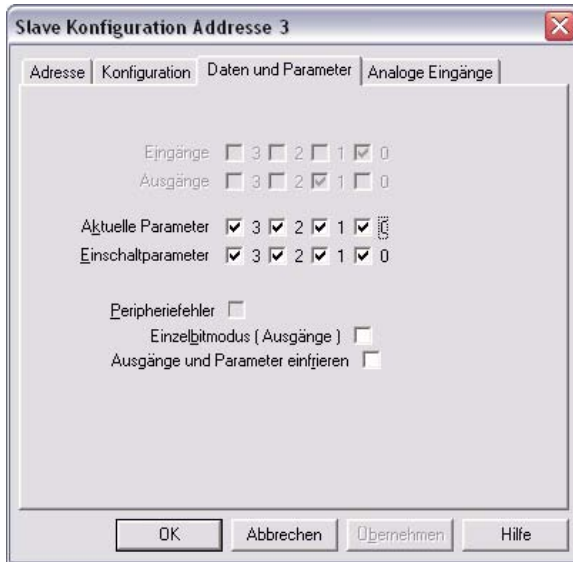 Slave Konfiguration Addresse 3
Adresse Konfiguration Daten und Parameter Analoge Eingänge
Eingänge 3 2 1 0
Ausgänge 3 2 1 0
Aktuelle Parameter 3 2 1 0
Einschaltparameter 3 2 1 0
Peripheriefehler
Einzelbitmodus ( Ausgänge )
Ausgänge und Parameter einfrieren
OK Abbrechen Übernehmen Hilfe